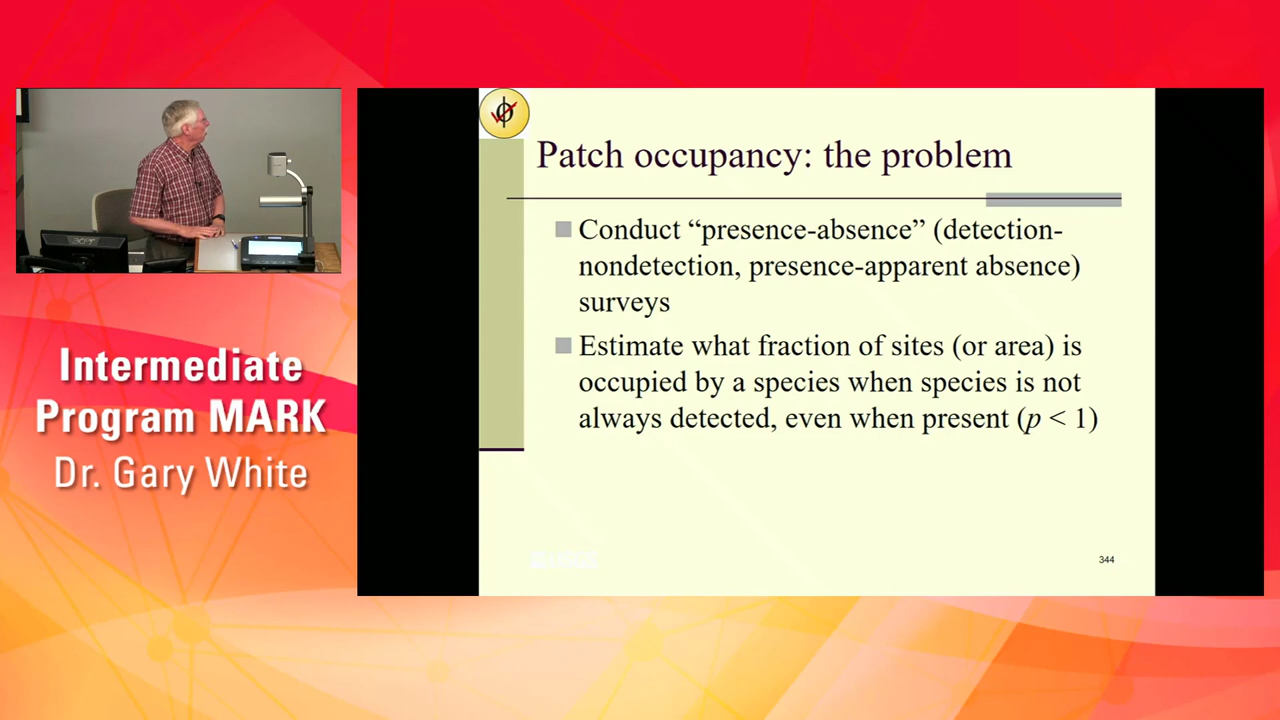 Patch occupancy: the problem
Conduct “presence-absence” (detection-
nondetection, presence-apparent absence)
surveys
Estimate what fraction of sites (or area) is
occupied by a species when species is not
always detected, even when present (p < 1)
344
Intermediate
Program MARK
Dr. Gary White